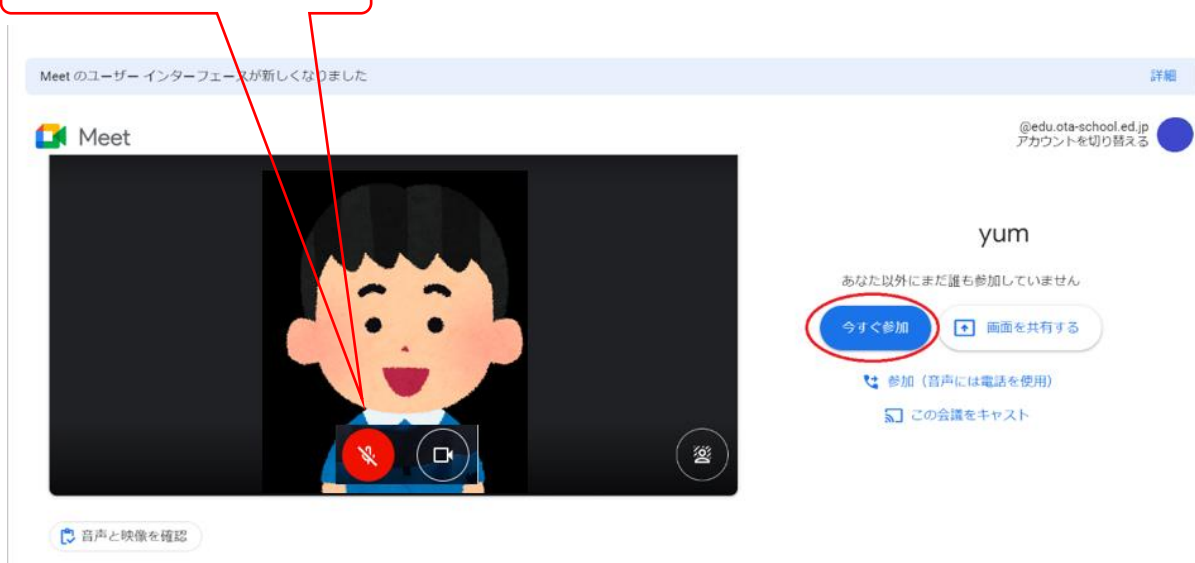 Meet のユーザー インターフェースが新しくなりました
詳細
Meet
@edu.ota-school.ed.jp
アカウントを切り替える
yum
あなた以外にまだ誰も参加していません
今すぐ参加
画面を共有する
参加（音声には電話を使用）
この会議をキャスト
音声と映像を確認